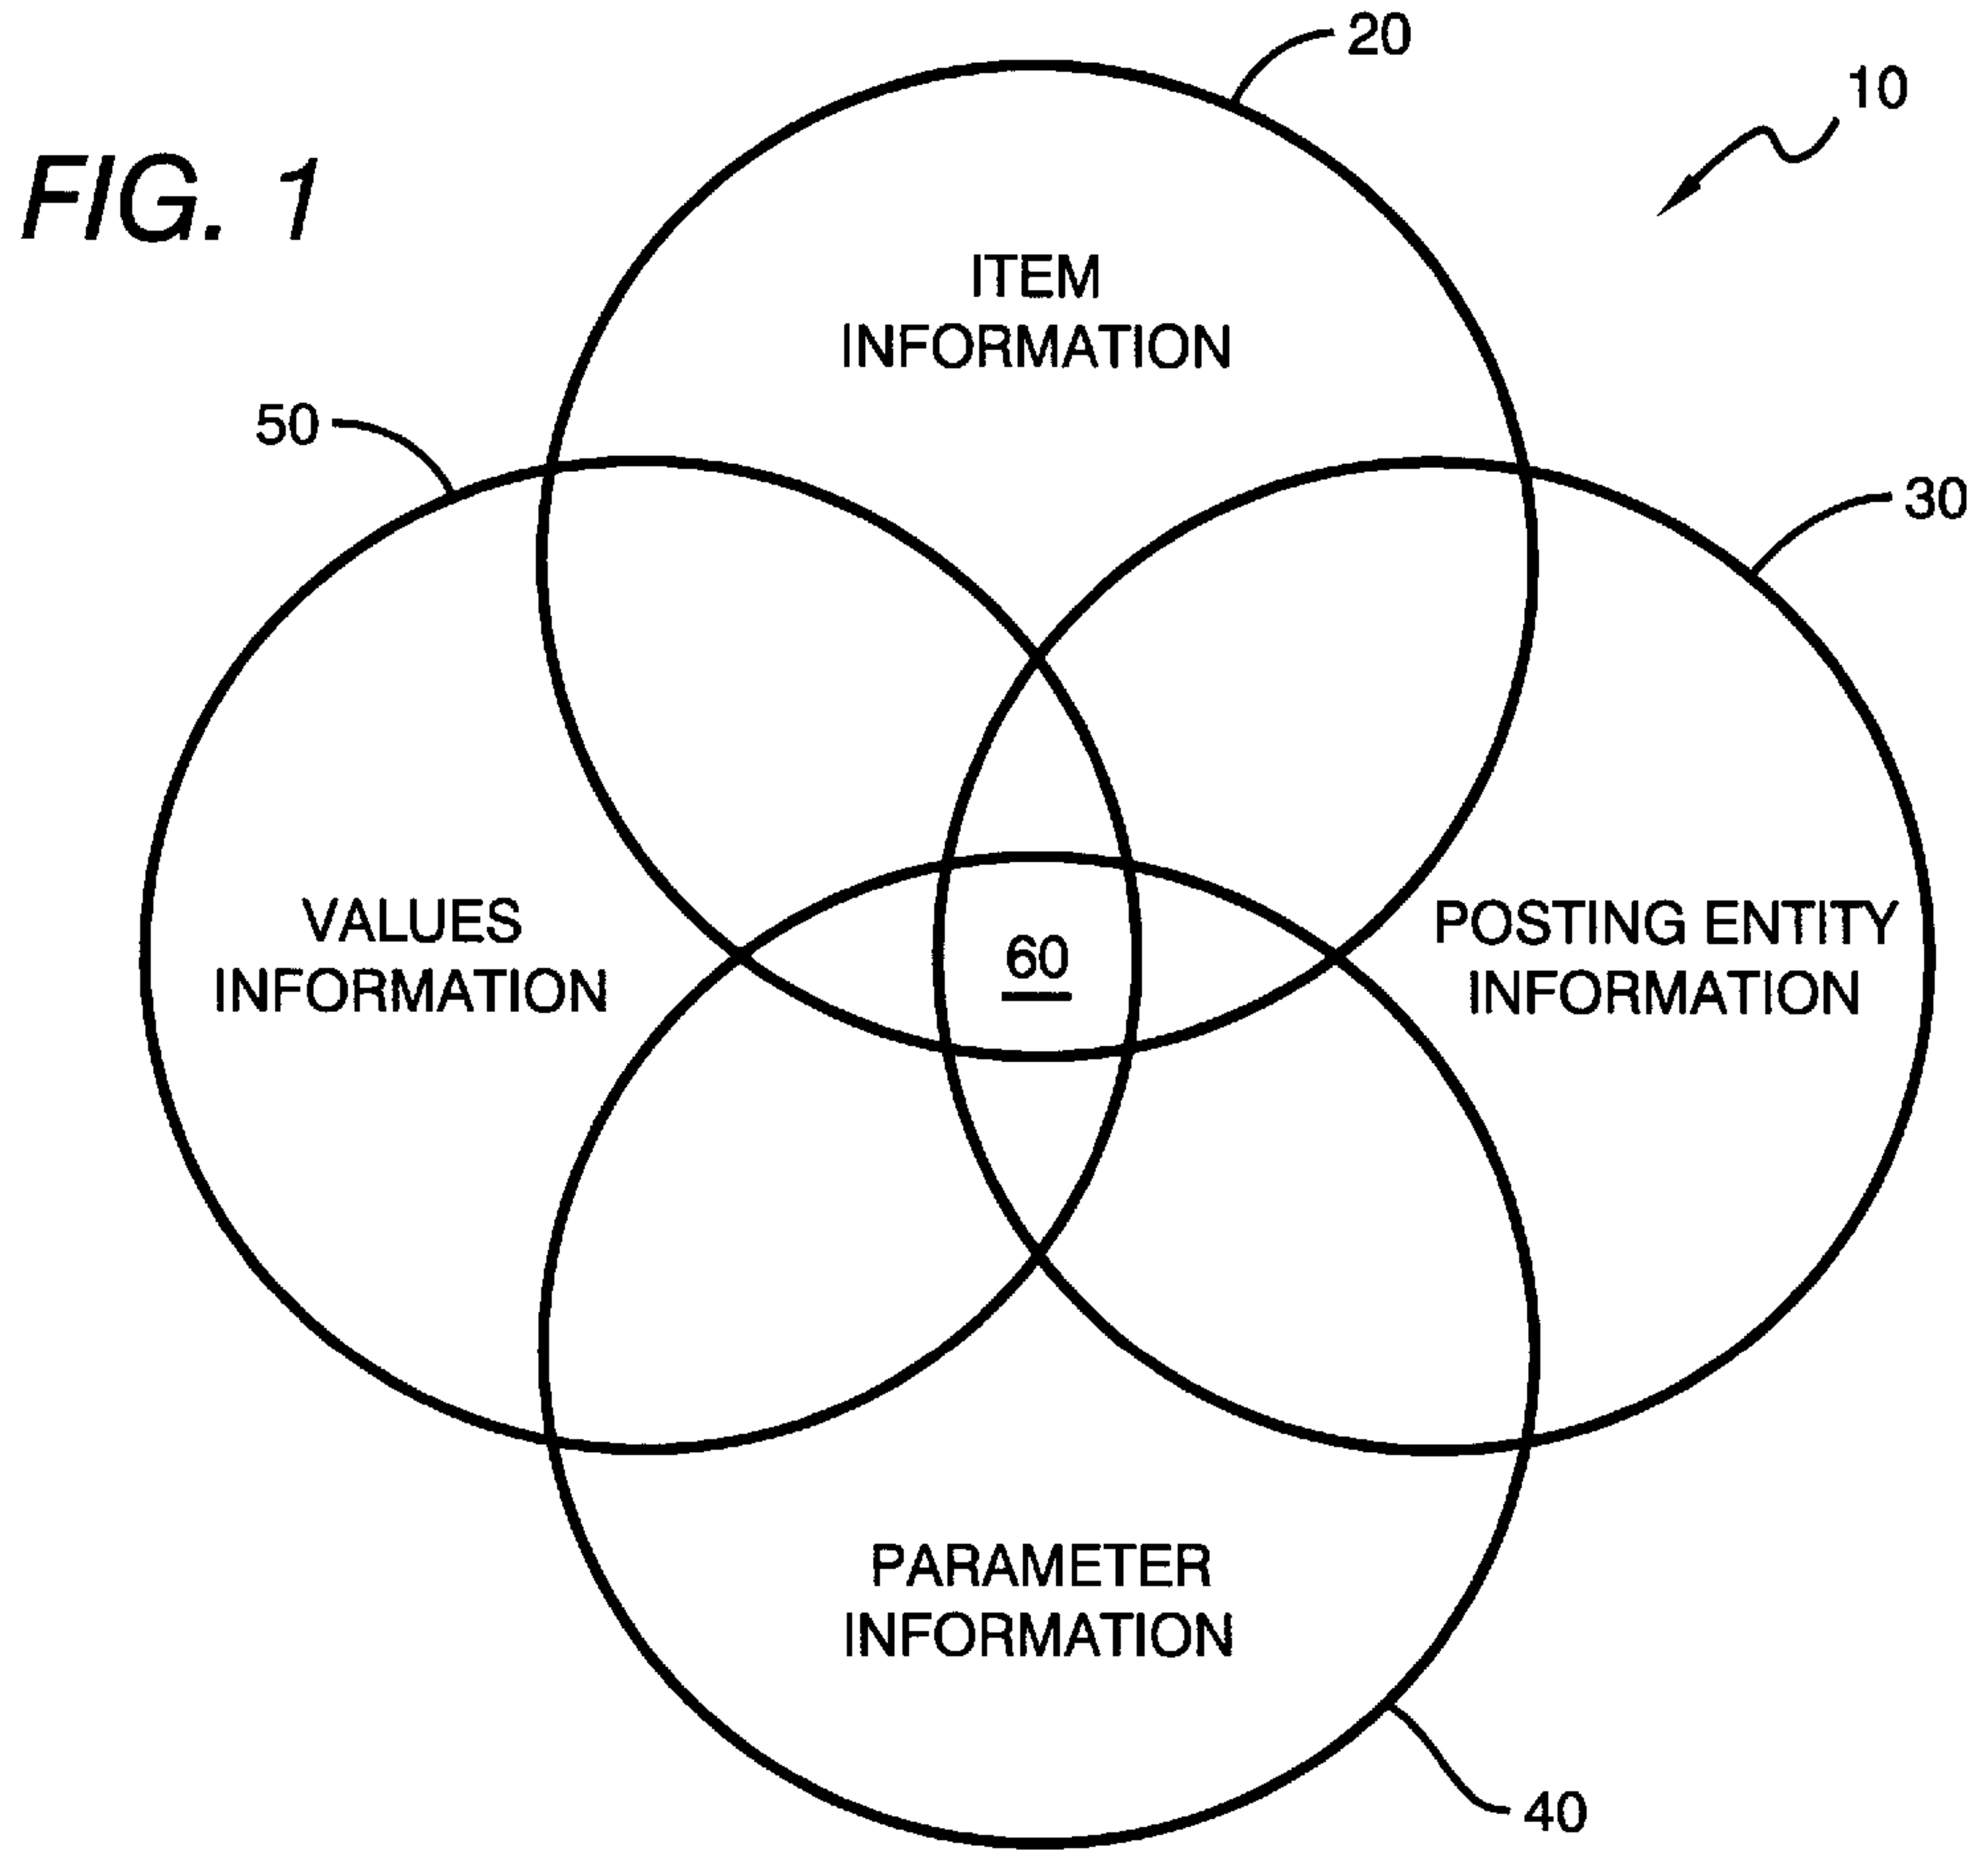 20
10
FIG. 1
ITEM
INFORMATION
50
30
VALUES
INFORMATION
60
POSTING ENTITY
INFORMATION
PARAMETER
INFORMATION
40